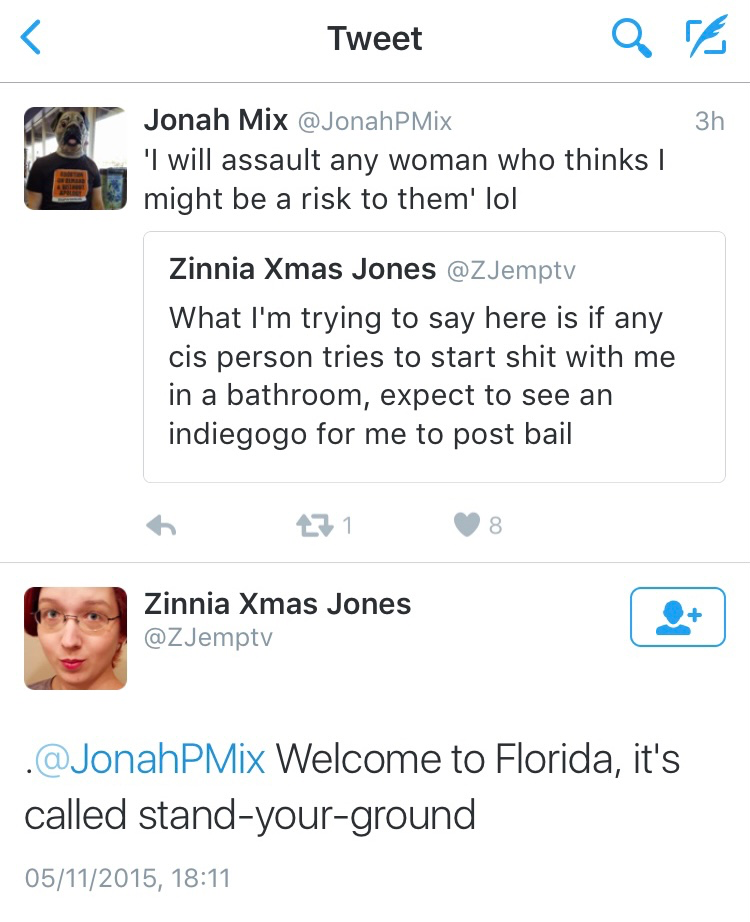 Tweet
Jonah Mix @JonahPMix 3h
'I will assault any woman who thinks I
might be a risk to them' lol
Zinnia Xmas Jones @ZJemptv
What I'm trying to say here is if any
cis person tries to start shit with me
in a bathroom, expect to see an
indiegogo for me to post bail
1 8
Zinnia Xmas Jones
@ZJemptv
.@JonahPMix Welcome to Florida, it's
called stand-your-ground
05/11/2015, 18:11